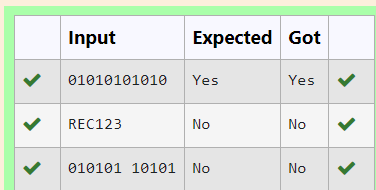 Input Expected Got
01010101010 Yes Yes
REC123 No No
010101 10101 No No